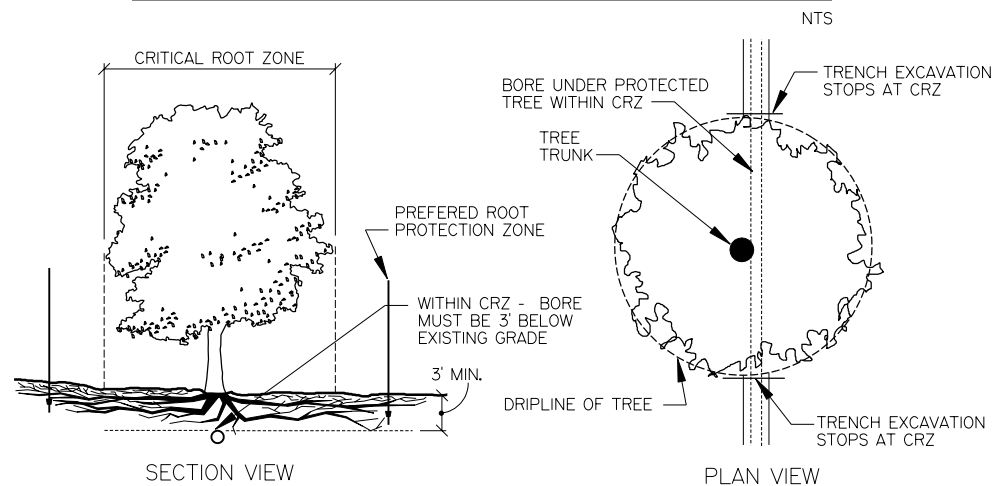 NTS
CRITICAL ROOT ZONE
PREFERED ROOT
PROTECTION ZONE
WITHIN CRZ - BORE
MUST BE 3' BELOW
EXISTING GRADE
3' MIN.
SECTION VIEW
TRENCH EXCAVATION
STOPS AT CRZ
BORE UNDER PROTECTED
TREE WITHIN CRZ
TREE
TRUNK
DRIPLINE OF TREE
TRENCH EXCAVATION
STOPS AT CRZ
PLAN VIEW